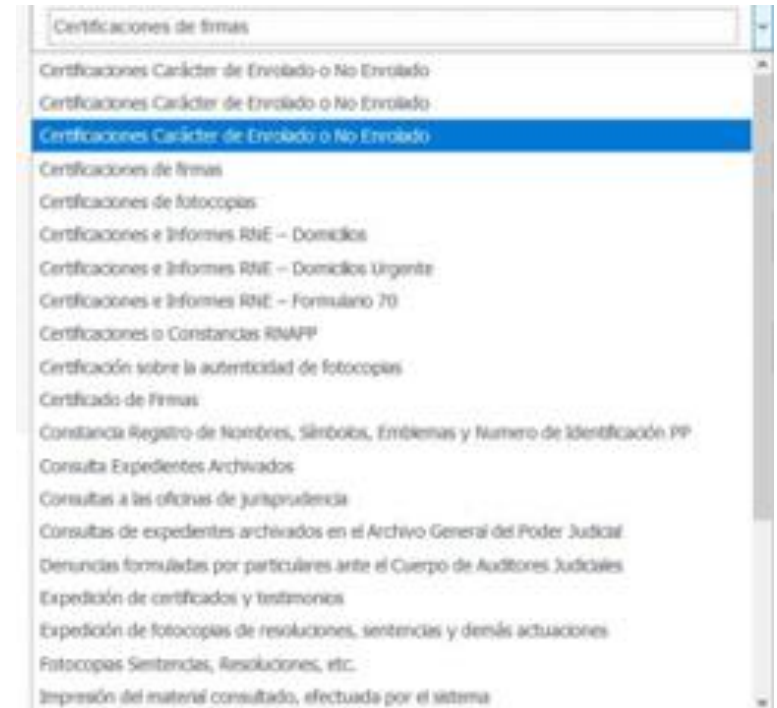 Certificaciones de firmas
Certificaciones Carácter de Enrolado o No Enrolado
Certificaciones Carácter de Enrolado o No Enrolado
Certificaciones Carácter de Enrolado o No Enrolado
Certificaciones de firmas
Certificaciones de fotocopias
Certificaciones e Informes RNE – Domicilios
Certificaciones e Informes RNE – Domicilios Urgente
Certificaciones e Informes RNE – Formulario 70
Certificaciones o Constancias RNAPP
Certificación sobre la autenticidad de fotocopias
Certificado de Firmas
Constancia Registro de Nombres, Símbolos, Emblemas y Numero de Identificación PP
Consulta Expedientes Archivados
Consultas a las oficinas de jurisprudencia
Consultas de expedientes archivados en el Archivo General del Poder Judicial
Denuncias formuladas por particulares ante el Cuerpo de Auditores Judiciales
Expedición de certificados y testimonios
Expedición de fotocopias de resoluciones, sentencias y demás actuaciones
Fotocopias Sentencias, Resoluciones, etc.
Impresión del material consultado, efectuada por el sistema